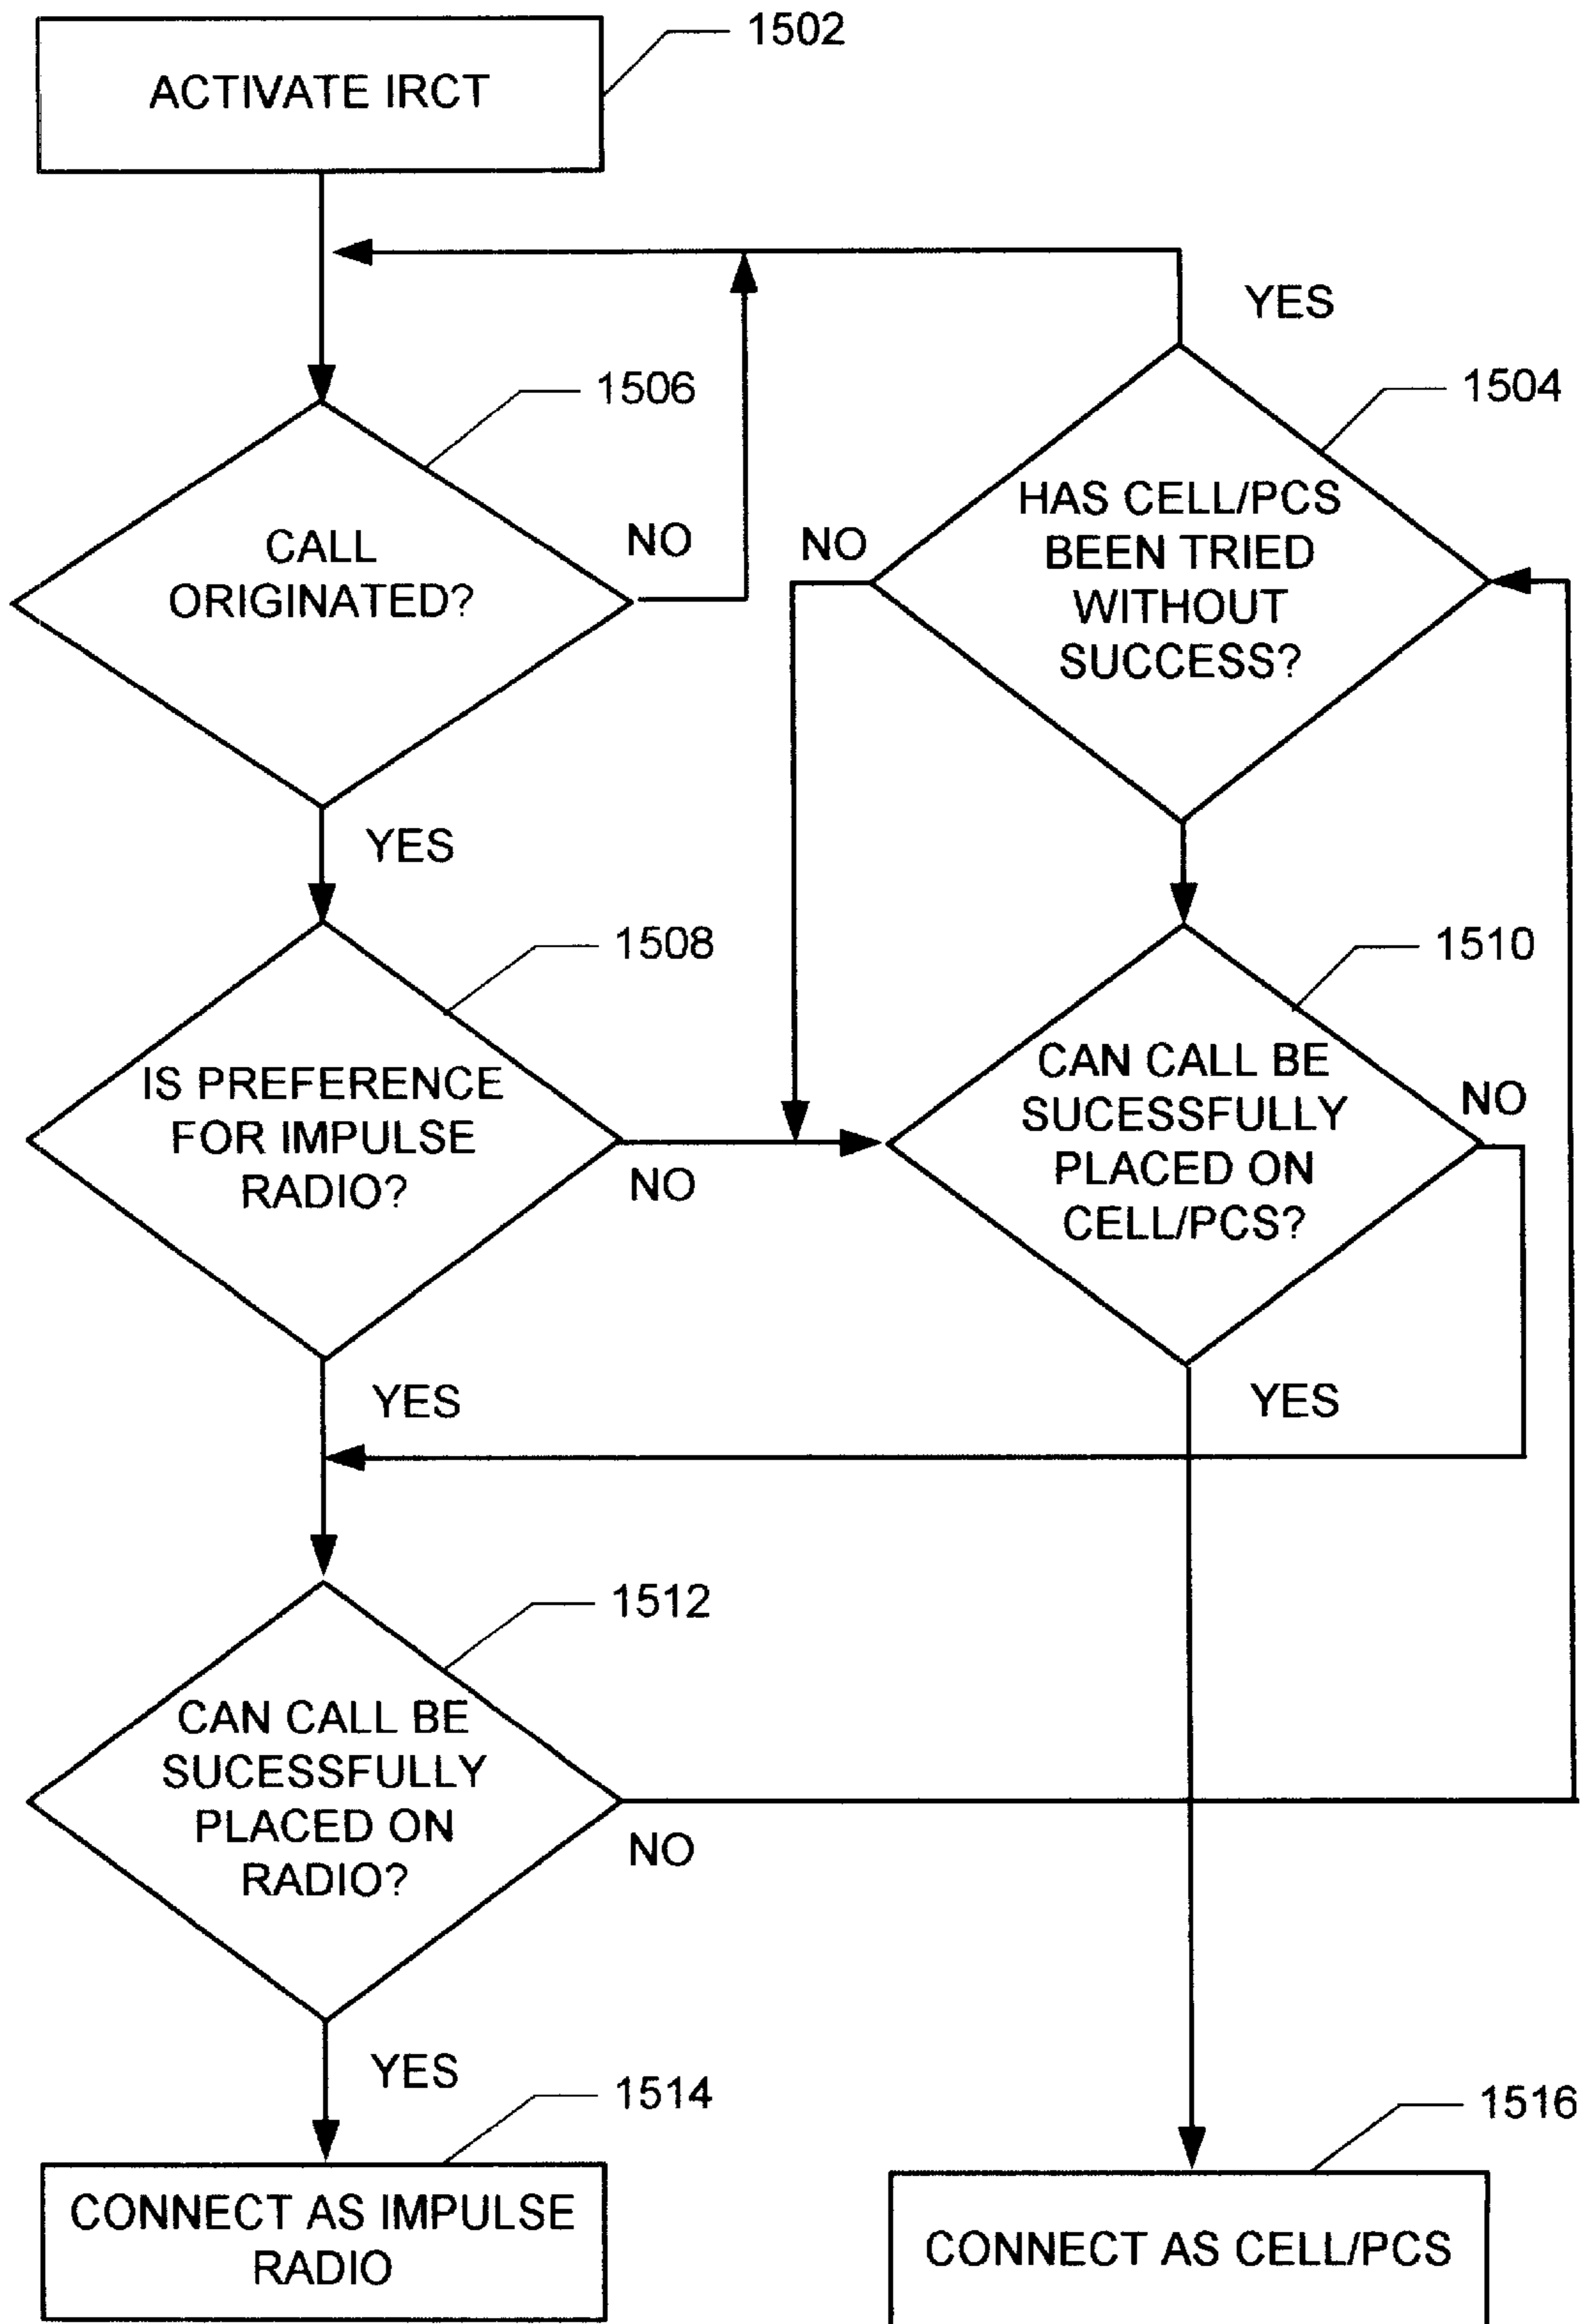 1502
ACTIVATE IRCT
YES
1506
1504
CALL
ORIGINATED?
NO
NO
HAS CELL/PCS
BEEN TRIED
WITHOUT
SUCCESS?
YES
1508
1510
IS PREFERENCE
FOR IMPULSE
RADIO?
NO
CAN CALL BE
SUCESSFULLY
PLACED ON
CELL/PCS?
NO
YES
YES
1512
CAN CALL BE
SUCESSFULLY
PLACED ON
RADIO?
NO
YES
1514
1516
CONNECT AS IMPULSE
RADIO
CONNECT AS CELL/PCS